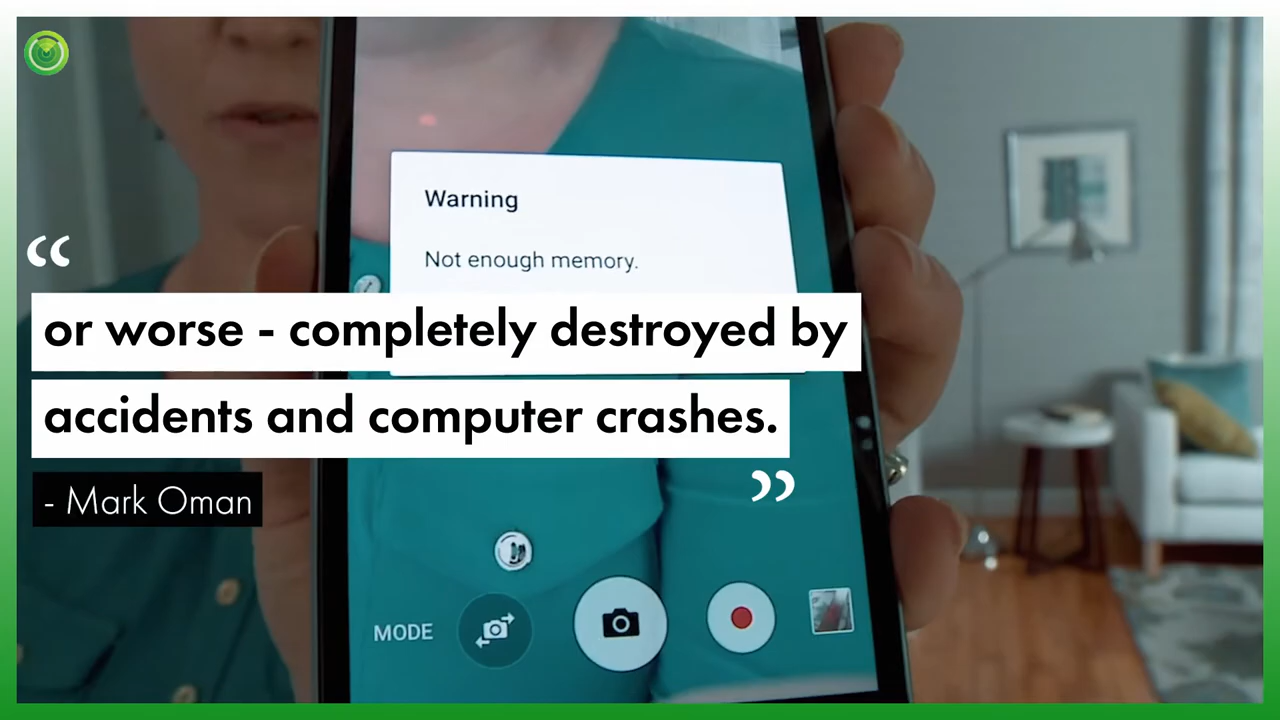 Warning
Not enough memory.
“
or worse - completely destroyed by
accidents and computer crashes.
”
- Mark Oman
MODE